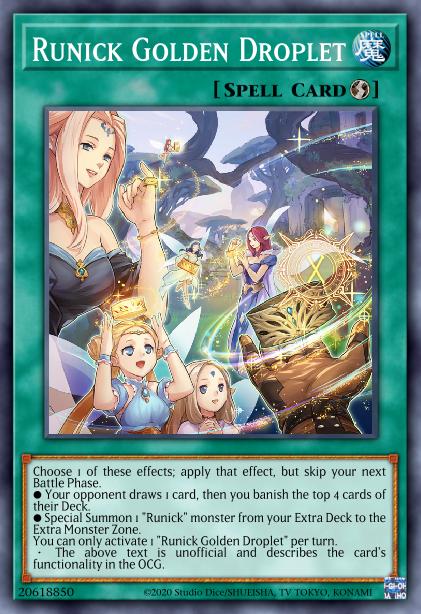 Runick Golden Droplet
SPELL
魔
[Spell Card]
Choose 1 of these effects; apply that effect, but skip your next
Battle Phase.
● Your opponent draws 1 card, then you banish the top 4 cards of
their Deck.
● Special Summon 1 "Runick" monster from your Extra Deck to the
Extra Monster Zone.
You can only activate 1 "Runick Golden Droplet" per turn.
· The above text is unofficial and describes the card's
functionality in the OCG.
20618850
©2020 Studio Dice/SHUEISHA, TV TOKYO, KONAMI